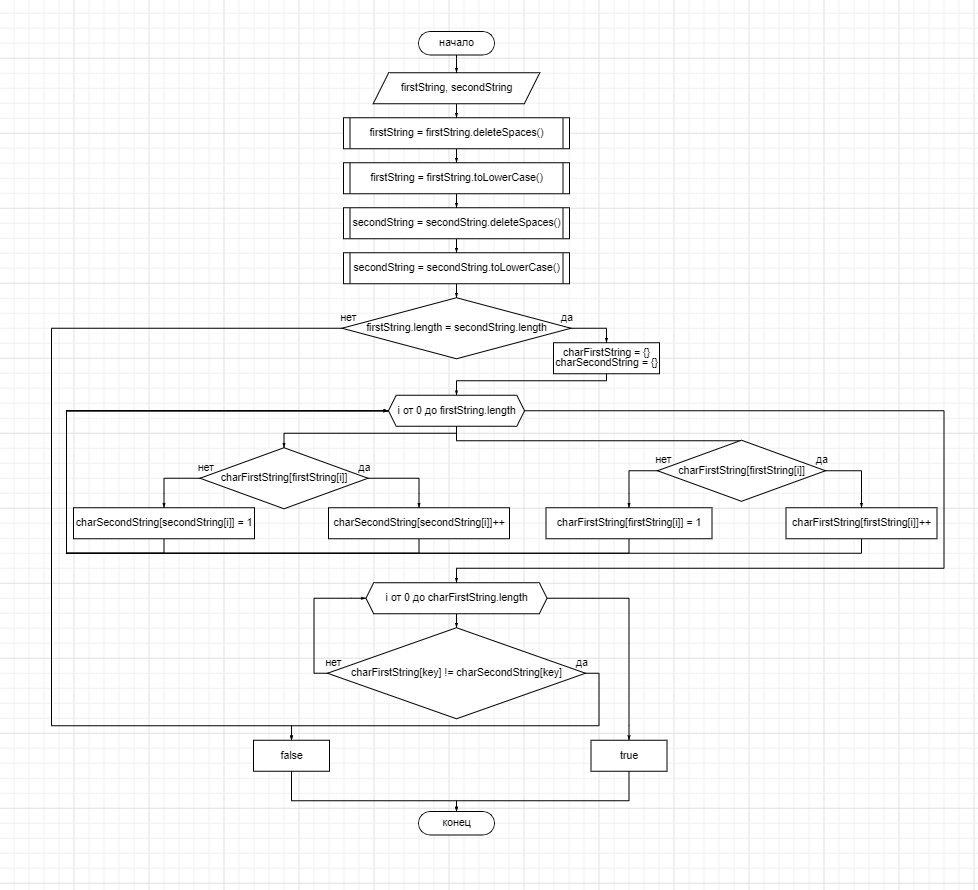 начало
firstString, secondString
firstString = firstString.deleteSpaces()
firstString = firstString.toLowerCase()
secondString = secondString.deleteSpaces()
secondString = secondString.toLowerCase()
нет
firstString.length = secondString.length
да
charFirstString = {}
charSecondString = {}
i от 0 до firstString.length
нет
charFirstString[firstString[i]]
да
нет
charFirstString[firstString[i]]
да
charSecondString[secondString[i]] = 1
charSecondString[secondString[i]]++
charFirstString[firstString[i]] = 1
charFirstString[firstString[i]]++
i от 0 до charFirstString.length
нет
charFirstString[key] != charSecondString[key]
да
false
true
конец